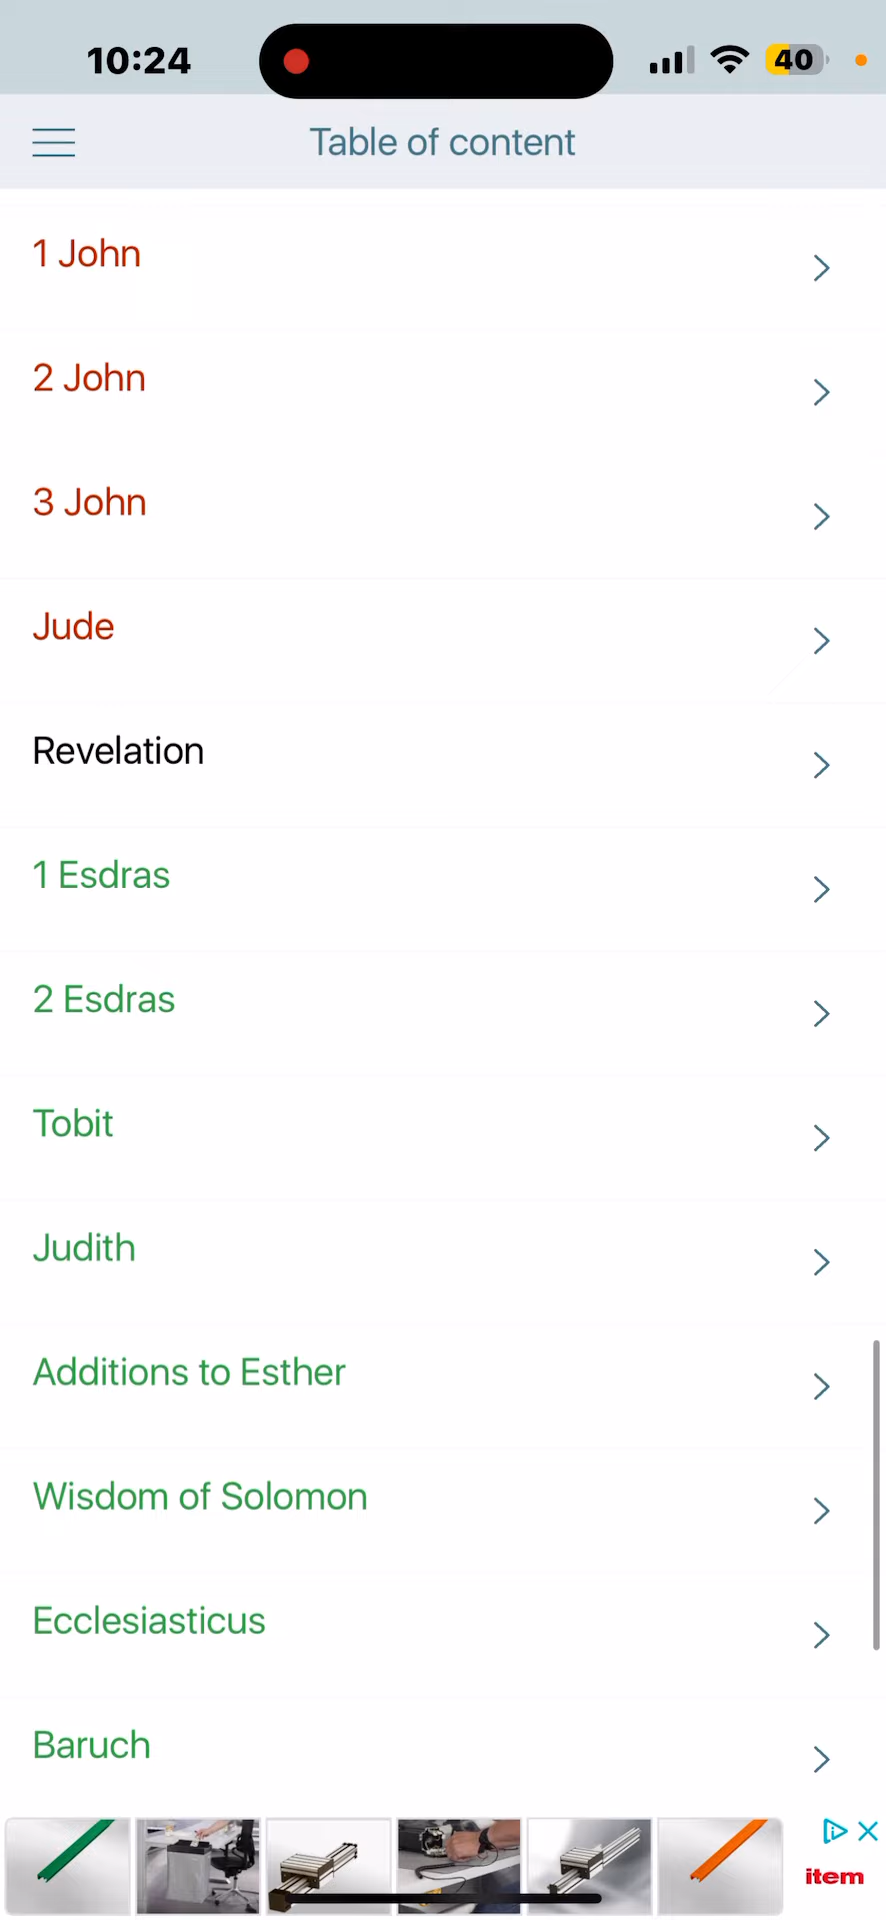 10:24
40
Table of content
1 John
2 John
3 John
Jude
Revelation
1 Esdras
2 Esdras
Tobit
Judith
Additions to Esther
Wisdom of Solomon
Ecclesiasticus
Baruch
item